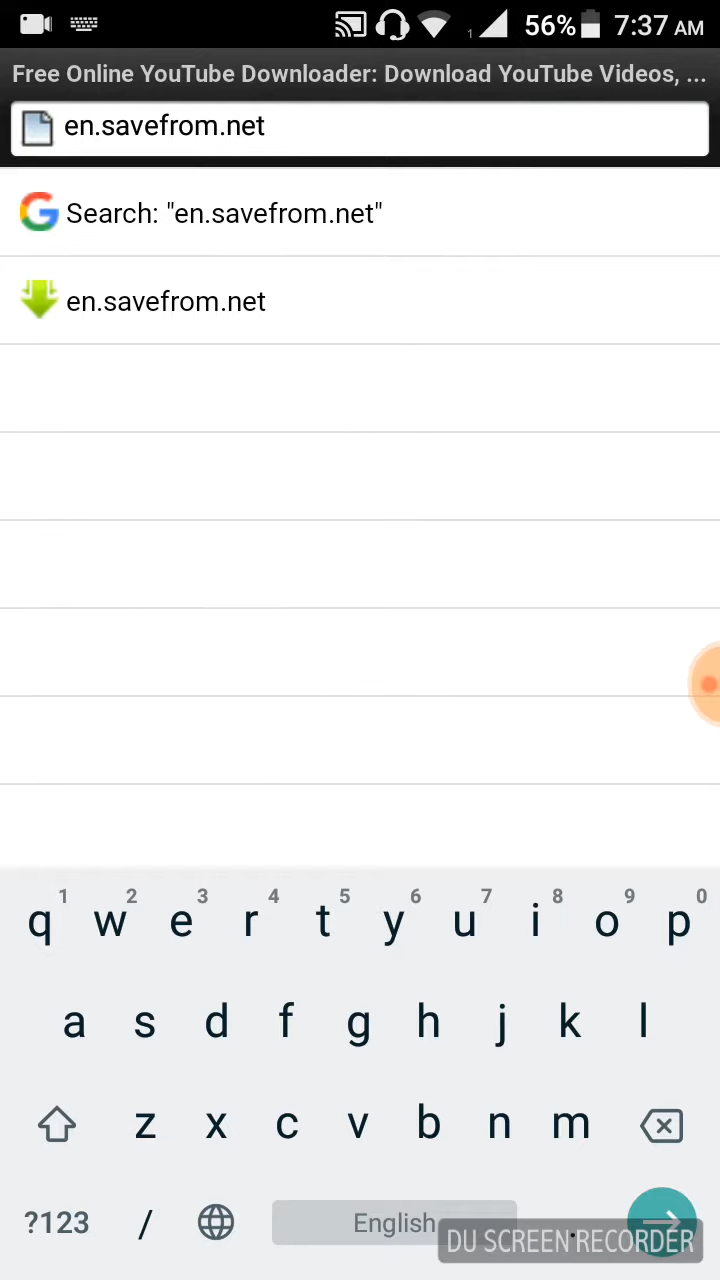 1 56% 7:37 AM
Free Online YouTube Downloader: Download YouTube Videos, ...
en.savefrom.net
Search: "en.savefrom.net"
en.savefrom.net
1 2 3 4 5 6 7 8 9 0
q w e r t y u i o p
a s d f g h j k l
z x c v b n m
?123 / English .
DU SCREEN RECORDER